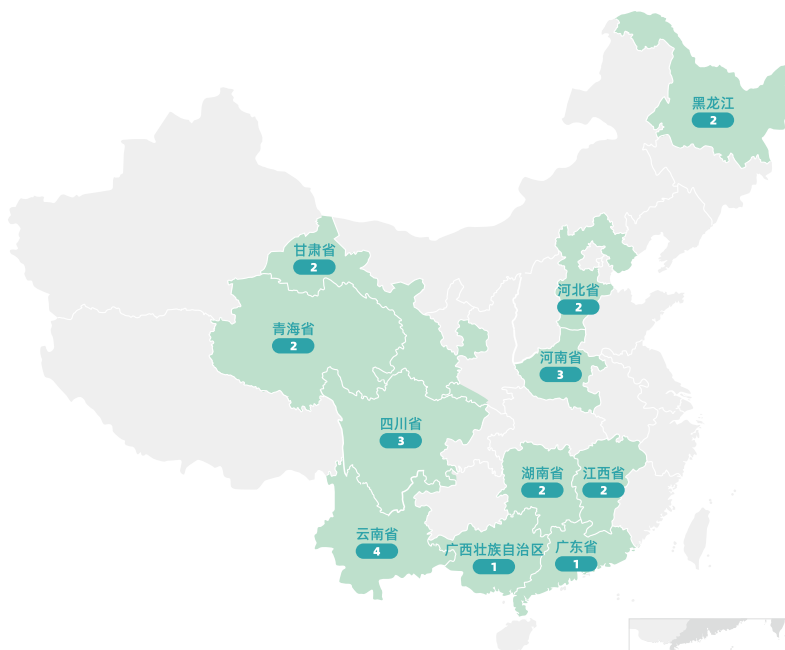 黑龙江
2
甘肃省
2
河北省
2
青海省
2
河南省
3
四川省
3
湖南省
2
江西省
2
云南省
4
广西壮族自治区
1
广东省
1